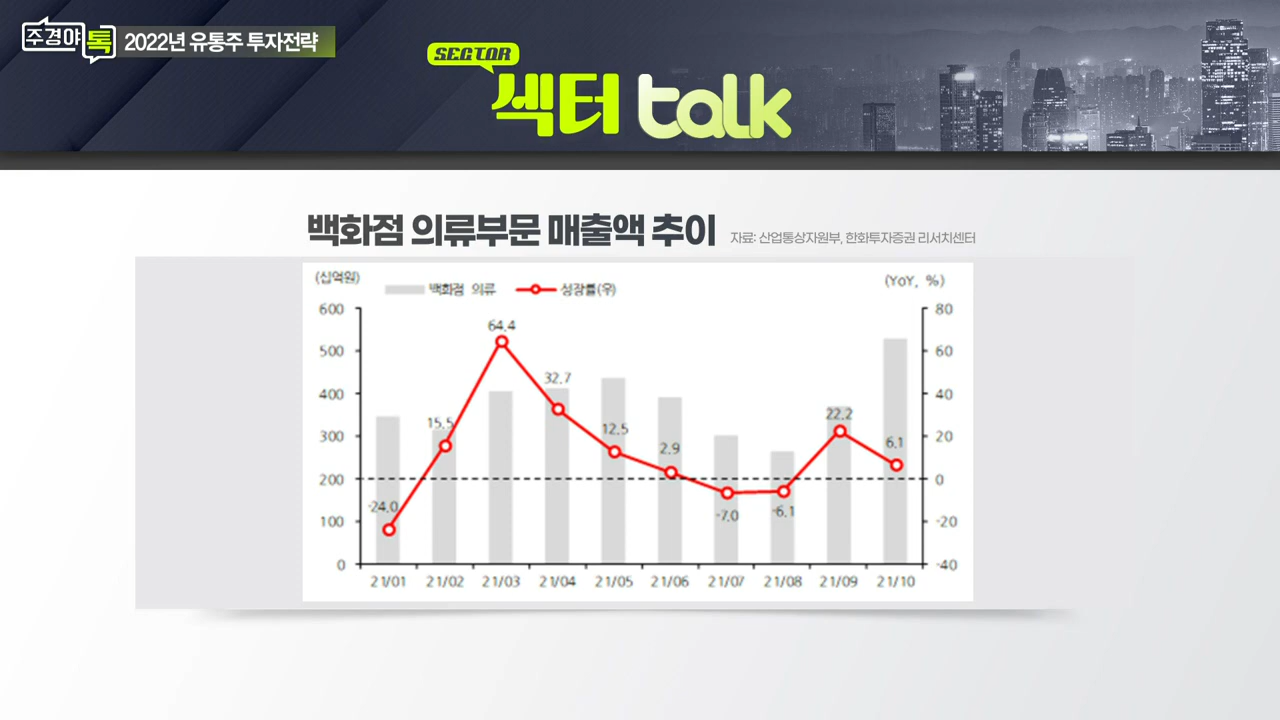 주경야톡 2022년 유통주 투자전략
SECTOR
섹터 talk
백화점 의류부문 매출액 추이 자료: 산업통상자원부, 한화투자증권 리서치센터
(십억원) 백화점 의류 성장률(우) (YoY, %)
600 80
500 60
400 40
300 20
200 0
100 -20
0 -40
-24.0 15.5 64.4 32.7 12.5 2.9 -7.0 -6.1 22.2 6.1
21/01 21/02 21/03 21/04 21/05 21/06 21/07 21/08 21/09 21/10